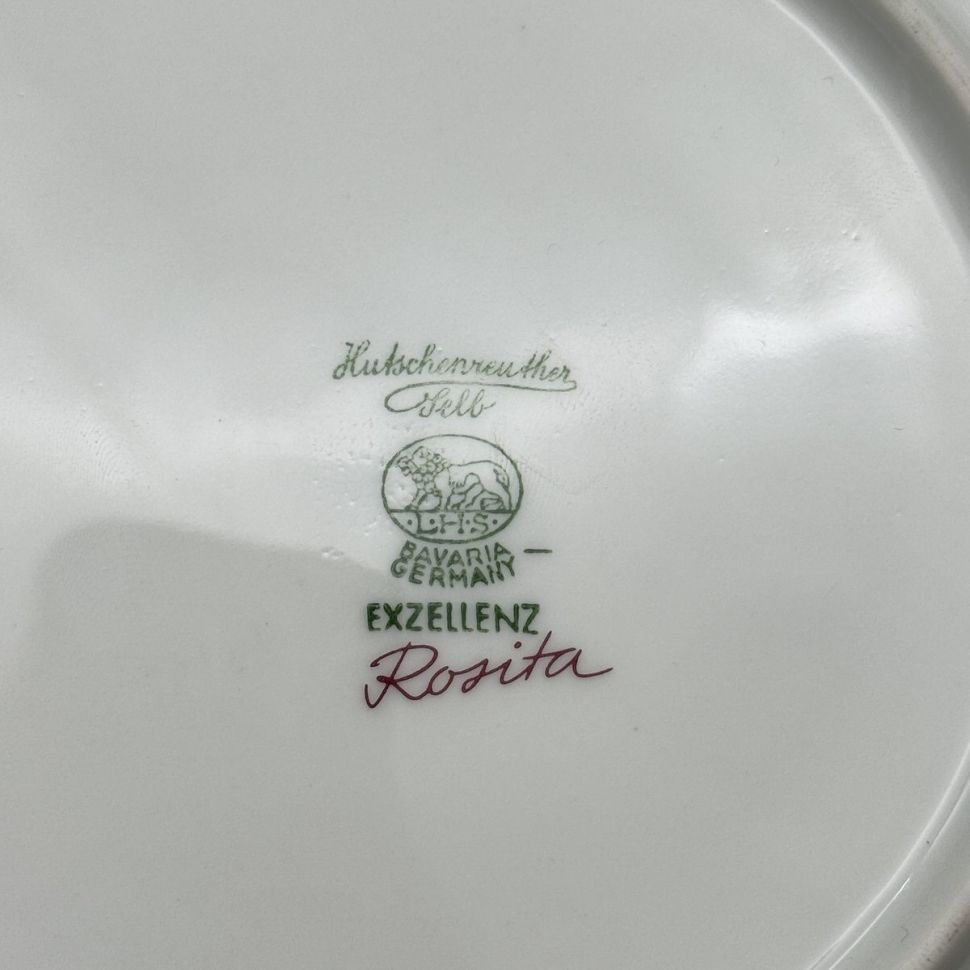 Hutschenreuther
Selb
·L·H·S·
BAVARIA —
GERMANY
EXZELLENZ
Rosita